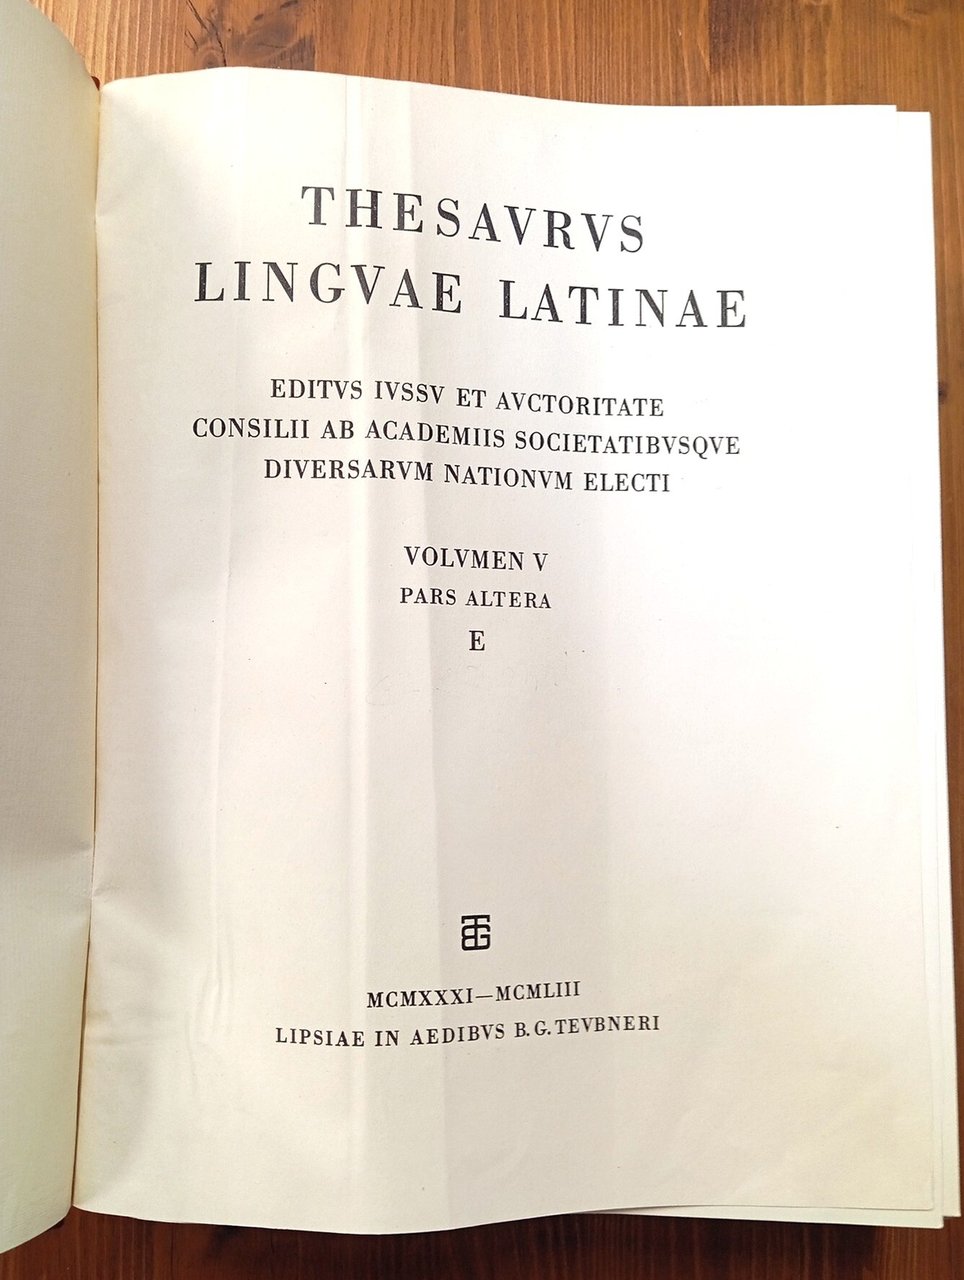 THESAVRVS
LINGVAE LATINAE
EDITVS IVSSV ET AVCTORITATE
CONSILII AB ACADEMIIS SOCIETATIBVSQVE
DIVERSARVM NATIONVM ELECTI
VOLVMEN V
PARS ALTERA
E
BTG
MCMXXXI—MCMLIII
LIPSIAE IN AEDIBVS B. G. TEVBNERI